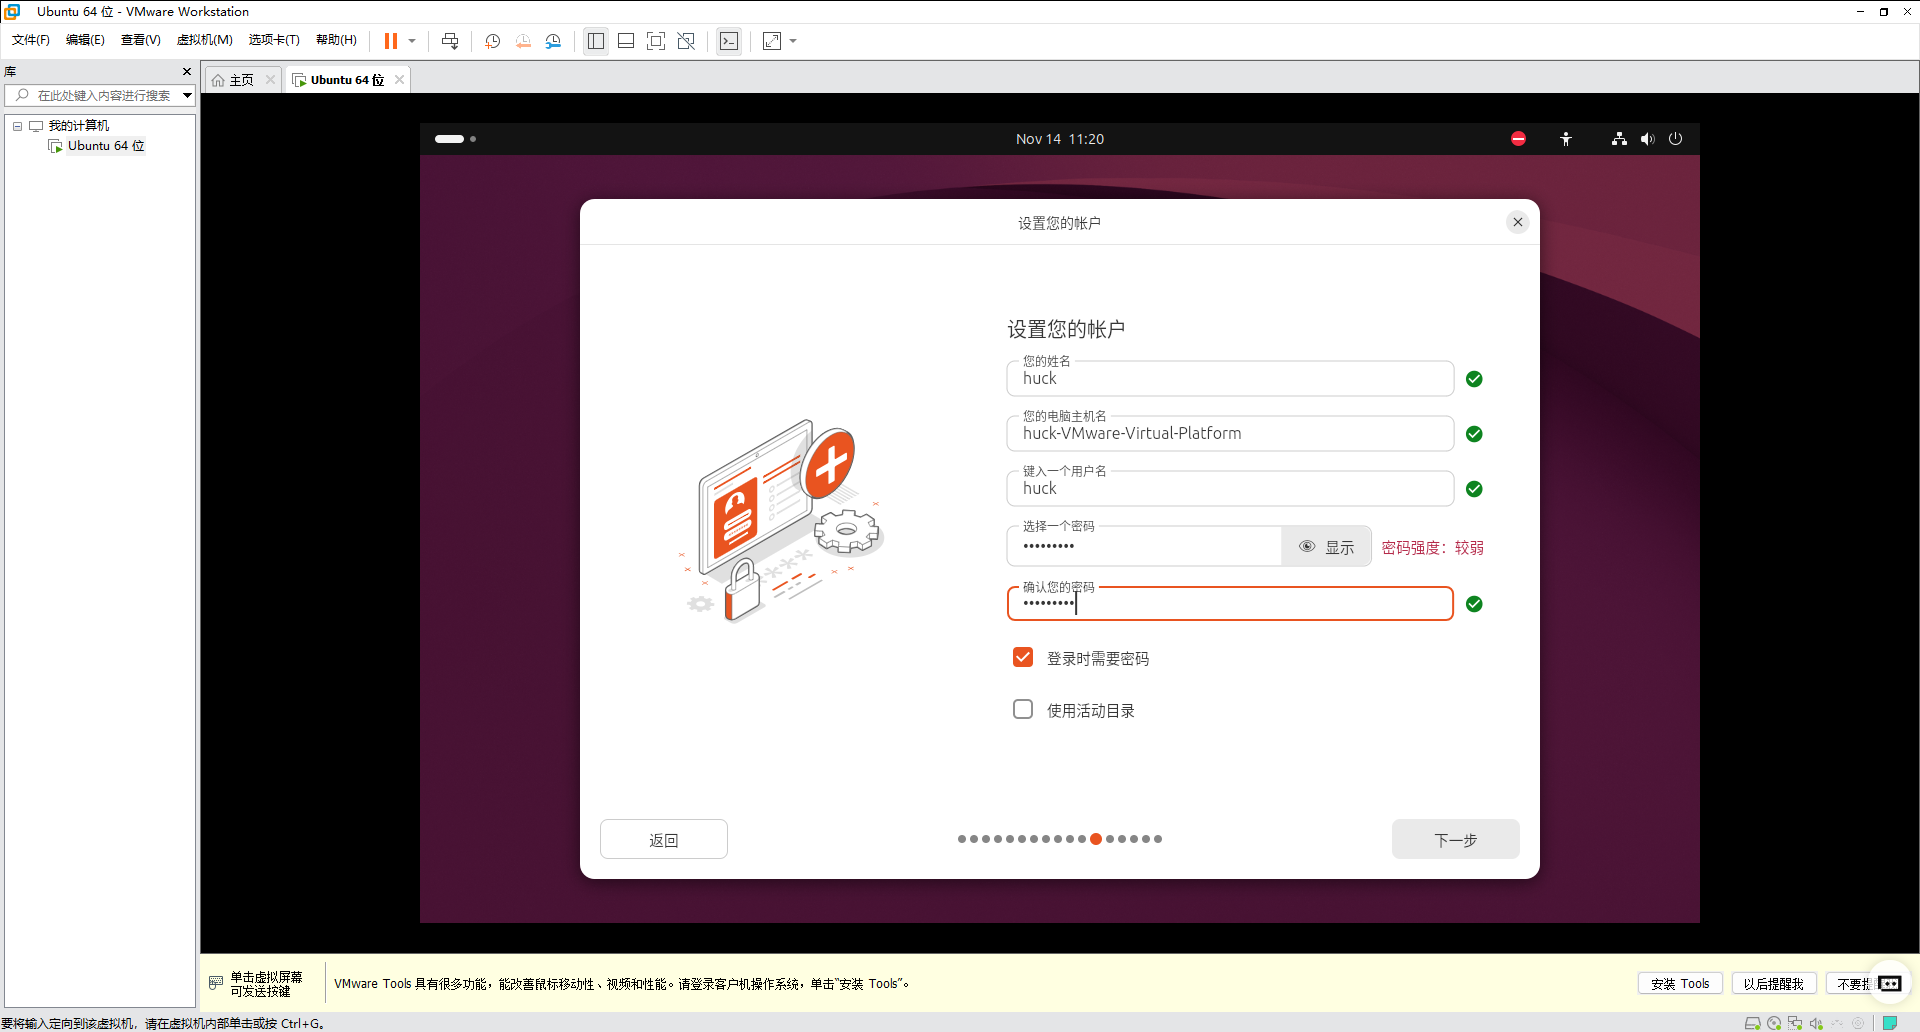 Ubuntu 64 位 - VMware Workstation
文件(F) 编辑(E) 查看(V) 虚拟机(M) 选项卡(T) 帮助(H)
库
在此处键入内容进行搜索
我的计算机
Ubuntu 64 位
主页
Ubuntu 64 位
Nov 14 11:20
设置您的帐户
设置您的帐户
您的姓名
huck
您的电脑主机名
huck-VMware-Virtual-Platform
键入一个用户名
huck
选择一个密码
•••••••••
显示
密码强度：较弱
确认您的密码
•••••••••
登录时需要密码
使用活动目录
返回
下一步
单击虚拟屏幕
可发送按键
VMware Tools 具有很多功能，能改善鼠标移动性、视频和性能。请登录客户机操作系统，单击“安装 Tools”。
安装 Tools
以后提醒我
不要提
要将输入定向到该虚拟机，请在虚拟机内部单击或按 Ctrl+G。